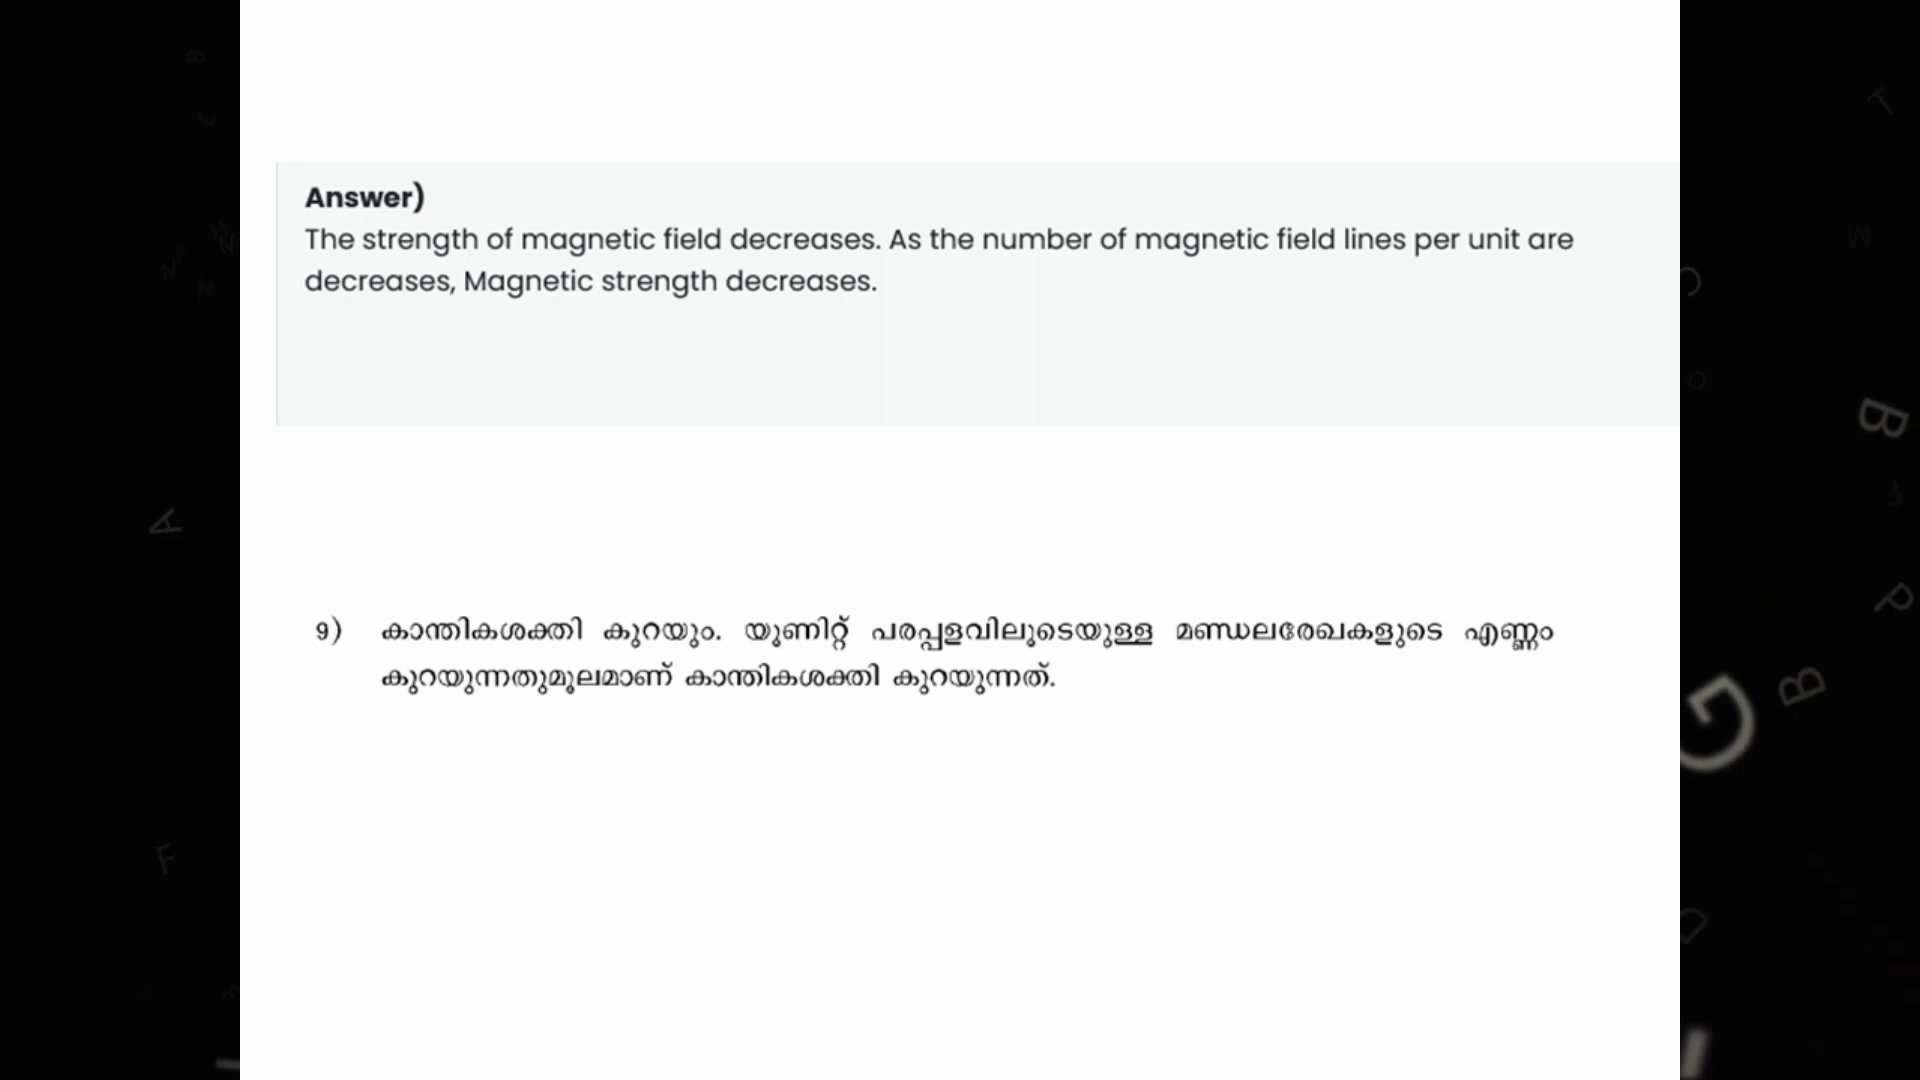 Answer)
The strength of magnetic field decreases. As the number of magnetic field lines per unit are
decreases, Magnetic strength decreases.
9) കാന്തികശക്തി കുറയും. യൂണിറ്റ് പരപ്പളവിലൂടെയുള്ള മണ്ഡലരേഖകളുടെ എണ്ണം
കുറയുന്നതുമൂലമാണ് കാന്തികശക്തി കുറയുന്നത്.